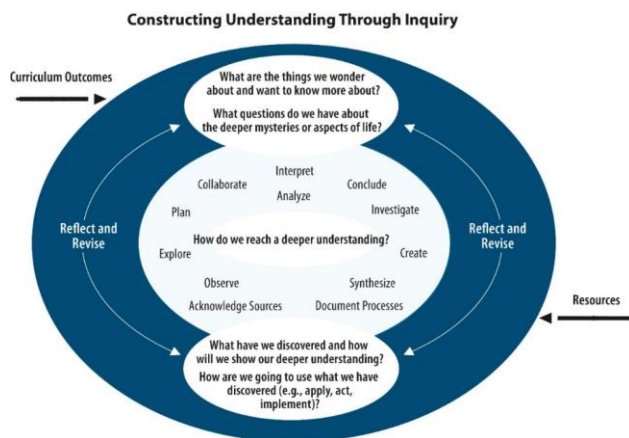 Constructing Understanding Through Inquiry
Curriculum Outcomes
What are the things we wonder
about and want to know more about?
What questions do we have about
the deeper mysteries or aspects of life?
Interpret
Collaborate
Conclude
Analyze
Plan
Investigate
Reflect and
Revise
How do we reach a deeper understanding?
Reflect and
Revise
Explore
Create
Observe
Synthesize
Acknowledge Sources
Document Processes
Resources
What have we discovered and how
will we show our deeper understanding?
How are we going to use what we have
discovered (e.g., apply, act,
implement)?